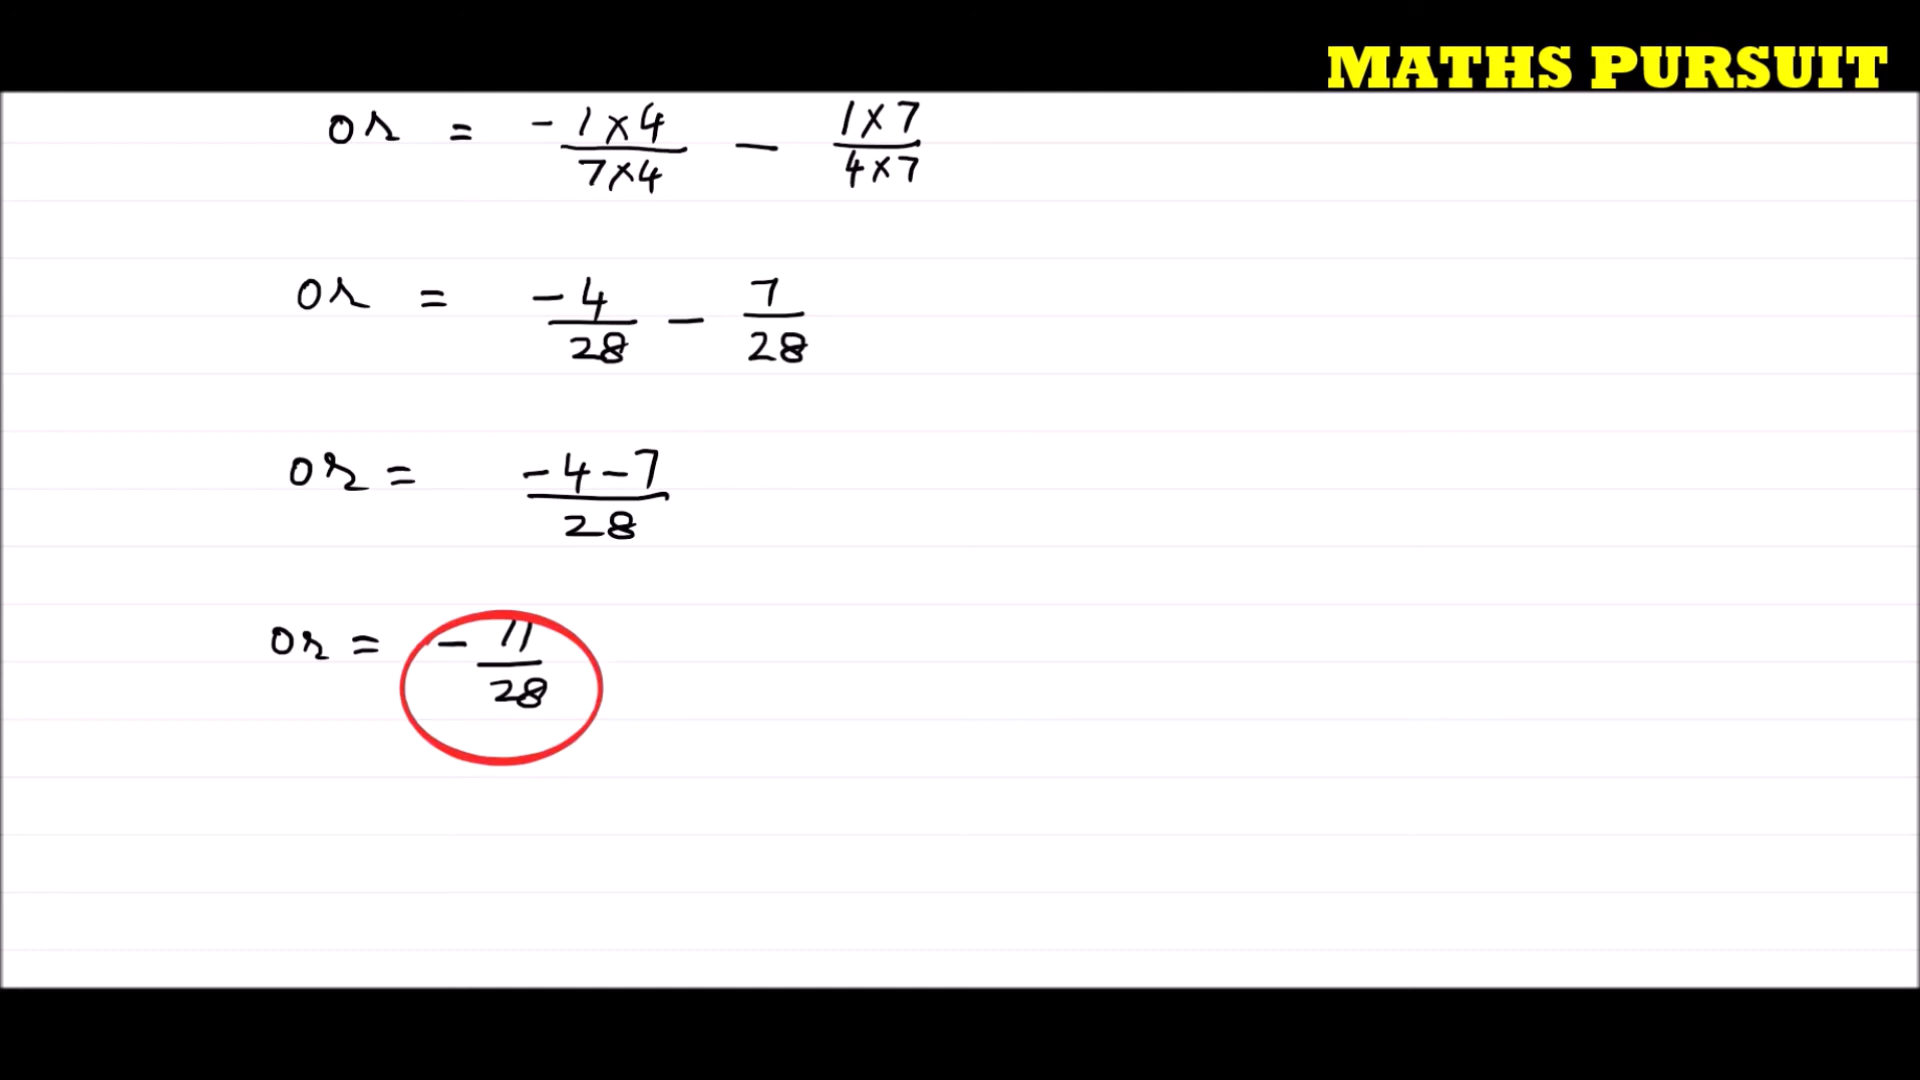 MATHS PURSUIT
or = -1×4/7×4 - 1×7/4×7
or = -4/28 - 7/28
or = -4-7/28
or = -11/28